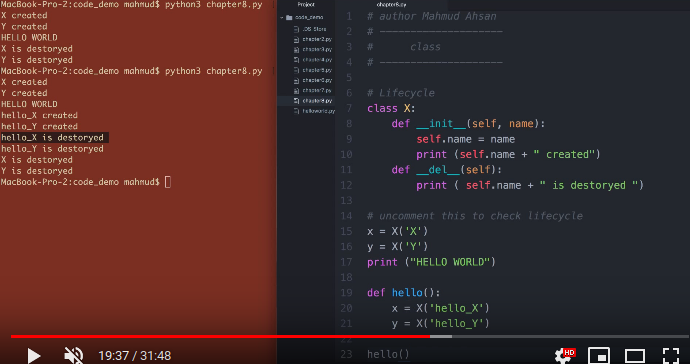 MacBook-Pro-2:code_demo mahmud$ python3 chapter8.py
X created
Y created
HELLO WORLD
X is destoryed
Y is destoryed
MacBook-Pro-2:code_demo mahmud$ python3 chapter8.py
X created
Y created
HELLO WORLD
hello_X created
hello_Y created
hello_X is destoryed
hello_Y is destoryed
X is destoryed
Y is destoryed
MacBook-Pro-2:code_demo mahmud$
Project
code_demo
.DS_Store
chapter2.py
chapter3.py
chapter4.py
chapter5.py
chapter6.py
chapter7.py
chapter8.py
helloworld.py
chapter8.py
1 # author Mahmud Ahsan
2 # --------------------
3 #      class
4 # --------------------
5
6 # Lifecycle
7 class X:
8     def __init__(self, name):
9         self.name = name
10         print (self.name + " created")
11     def __del__(self):
12         print ( self.name + " is destoryed ")
13
14 # uncomment this to check lifecycle
15 x = X('X')
16 y = X('Y')
17 print ("HELLO WORLD")
18
19 def hello():
20     x = X('hello_X')
21     y = X('hello_Y')
22
23 hello()
19:37 / 31:48
HD